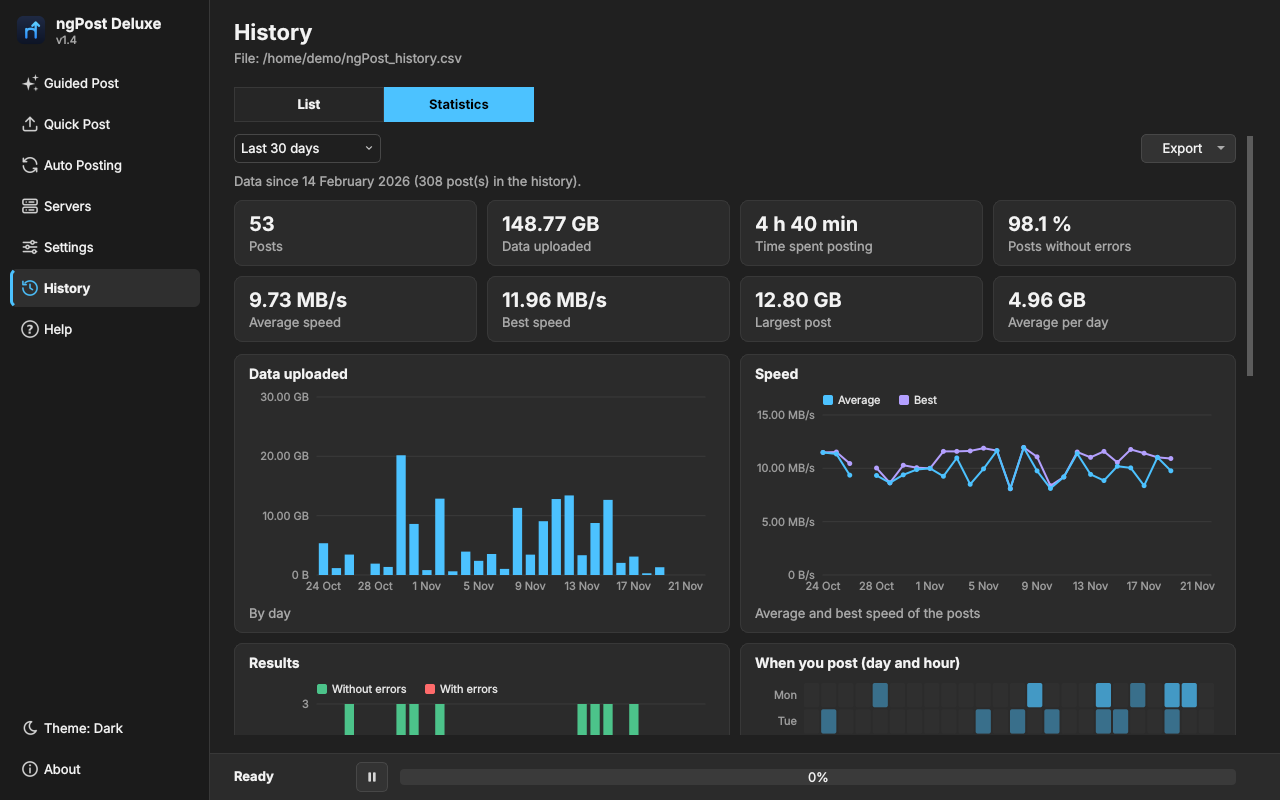 ngPost Deluxe
v1.4
Guided Post
Quick Post
Auto Posting
Servers
Settings
History
Help
Theme: Dark
About
History
File: /home/demo/ngPost_history.csv
List
Statistics
Last 30 days
Export
Data since 14 February 2026 (308 post(s) in the history).
53
Posts
148.77 GB
Data uploaded
4 h 40 min
Time spent posting
98.1 %
Posts without errors
9.73 MB/s
Average speed
11.96 MB/s
Best speed
12.80 GB
Largest post
4.96 GB
Average per day
Data uploaded
30.00 GB
20.00 GB
10.00 GB
0 B
24 Oct 28 Oct 1 Nov 5 Nov 9 Nov 13 Nov 17 Nov 21 Nov
By day
Speed
Average Best
15.00 MB/s
10.00 MB/s
5.00 MB/s
0 B/s
24 Oct 28 Oct 1 Nov 5 Nov 9 Nov 13 Nov 17 Nov 21 Nov
Average and best speed of the posts
Results
Without errors With errors
3
When you post (day and hour)
Mon
Tue
Ready
0%